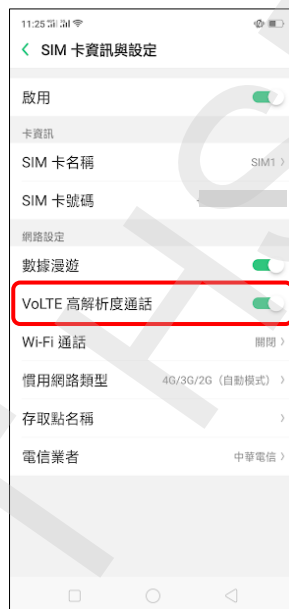 11:25
SIM 卡資訊與設定
啟用
卡資訊
SIM 卡名稱 SIM1
SIM 卡號碼
網路設定
數據漫遊
VoLTE 高解析度通話
Wi-Fi 通話 關閉
慣用網路類型 4G/3G/2G（自動模式）
存取點名稱
電信業者 中華電信